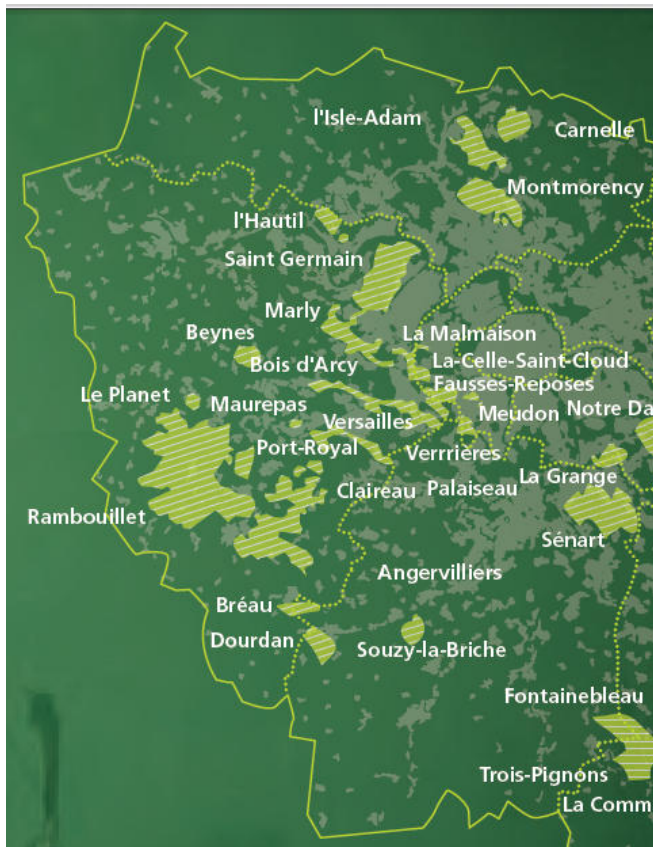 l'Isle-Adam
Carnelle
Montmorency
l'Hautil
Saint Germain
Marly
La Malmaison
Beynes
La-Celle-Saint-Cloud
Bois d'Arcy
Fausses-Reposes
Le Planet
Maurepas
Meudon
Notre Da
Versailles
Port-Royal
Verrrières
La Grange
Claireau
Palaiseau
Rambouillet
Sénart
Angervilliers
Bréau
Dourdan
Souzy-la-Briche
Fontainebleau
Trois-Pignons
La Comm